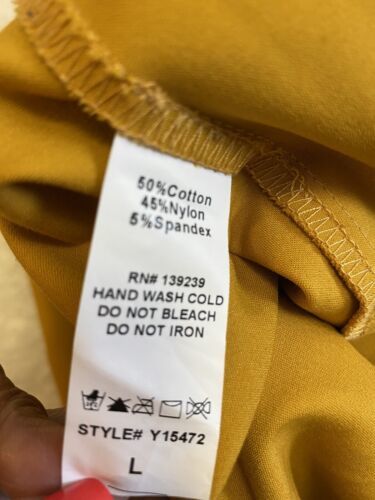 50%Cotton
45%Nylon
5%Spandex
RN# 139239
HAND WASH COLD
DO NOT BLEACH
DO NOT IRON
STYLE# Y15472
L